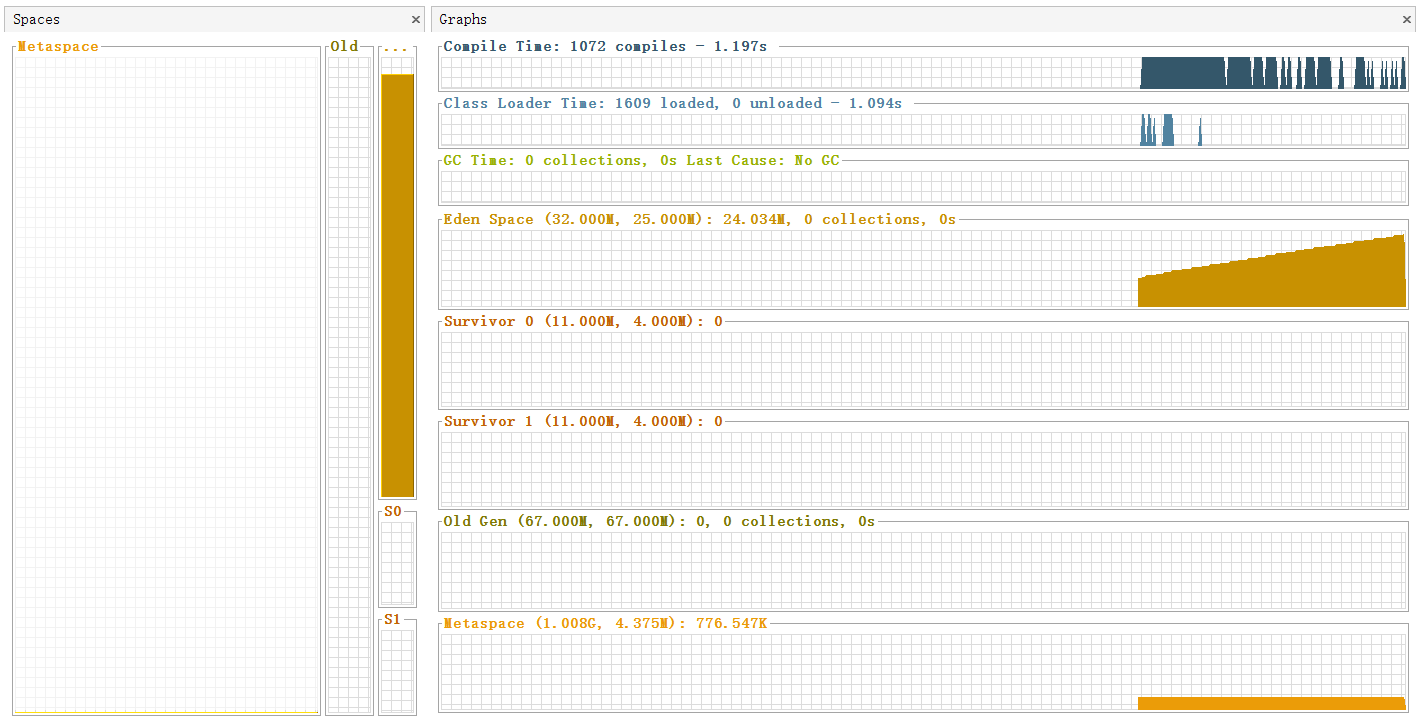 Spaces
Graphs
Metaspace
Old
...
S0
S1
Compile Time: 1072 compiles - 1.197s
Class Loader Time: 1609 loaded, 0 unloaded - 1.094s
GC Time: 0 collections, 0s Last Cause: No GC
Eden Space (32.000M, 25.000M): 24.034M, 0 collections, 0s
Survivor 0 (11.000M, 4.000M): 0
Survivor 1 (11.000M, 4.000M): 0
Old Gen (67.000M, 67.000M): 0, 0 collections, 0s
Metaspace (1.008G, 4.375M): 776.547K